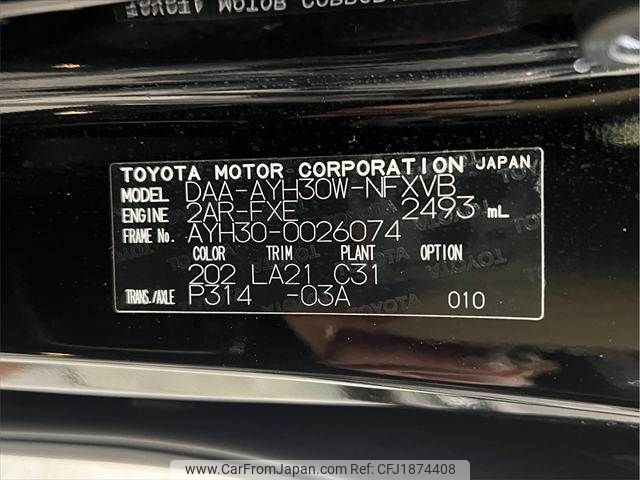 TOYOTA MOTOR CORPORATION JAPAN
MODEL DAA-AYH30W-NFXVB
ENGINE 2AR-FXE 2493 mL
FRAME No. AYH30-0026074
COLOR TRIM PLANT OPTION
202 LA21 C31
TRANS./AXLE P314 -03A 010
www.CarFromJapan.com Ref:CFJ1874408